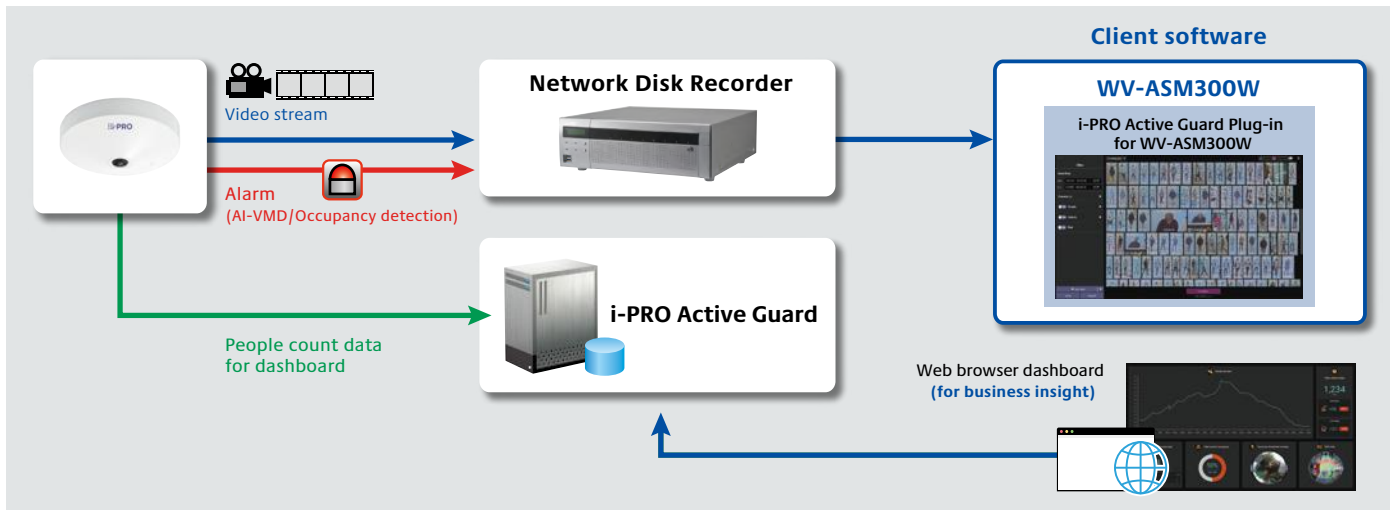 Client software
i-PRO
Video stream
Alarm
(AI-VMD/Occupancy detection)
People count data
for dashboard
Network Disk Recorder
i-PRO Active Guard
WV-ASM300W
i-PRO Active Guard Plug-in
for WV-ASM300W
Web browser dashboard
(for business insight)
1,234